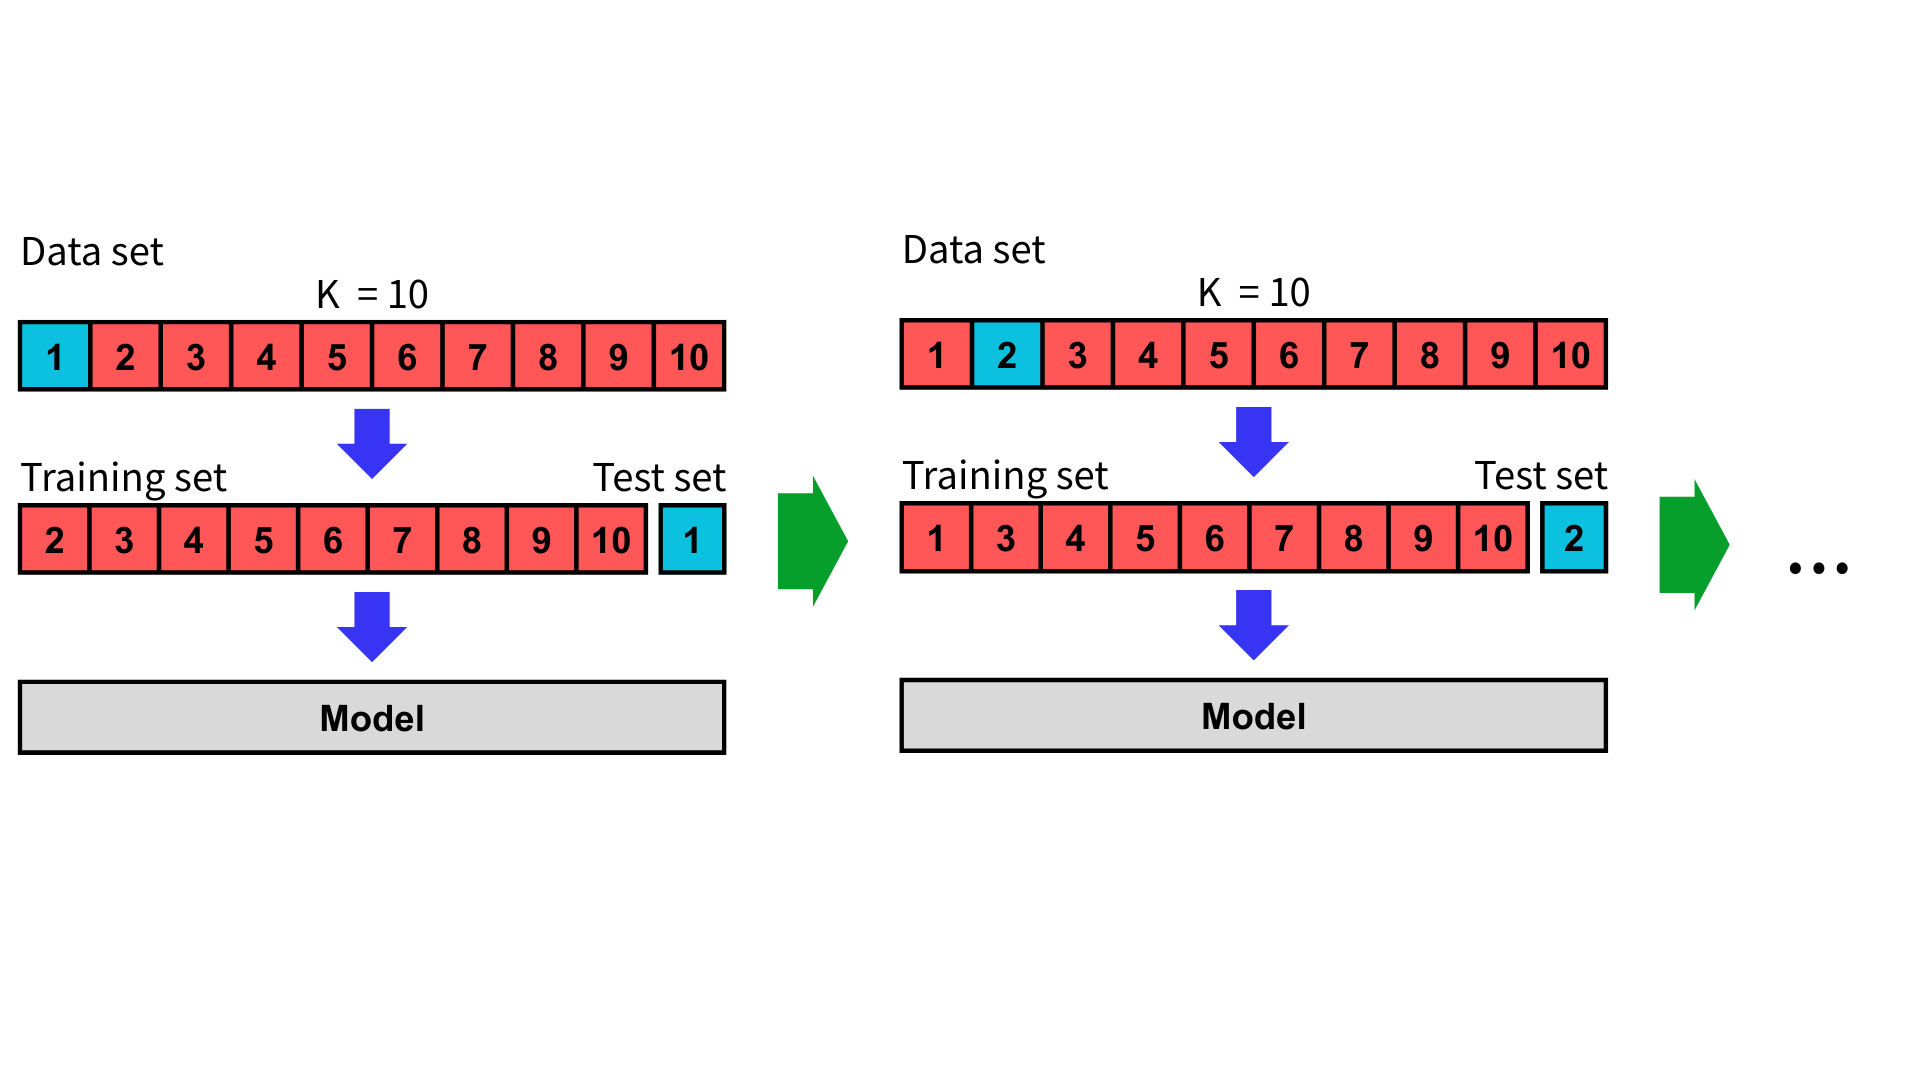 Data set
K = 10
1 2 3 4 5 6 7 8 9 10
Training set Test set
2 3 4 5 6 7 8 9 10 1
Model
Data set
K = 10
1 2 3 4 5 6 7 8 9 10
Training set Test set
1 3 4 5 6 7 8 9 10 2
Model
...